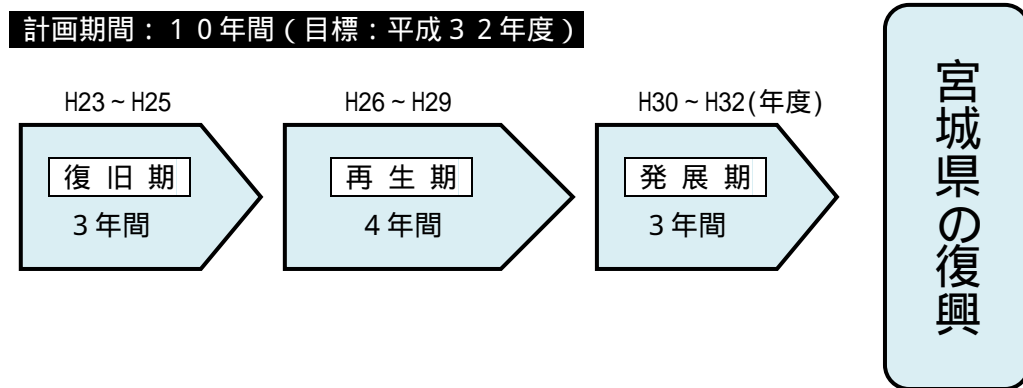 計画期間：１０年間（目標：平成３２年度）
H23～H25
H26～H29
H30～H32(年度)
復旧期
再生期
発展期
３年間
４年間
３年間
宮城県の復興